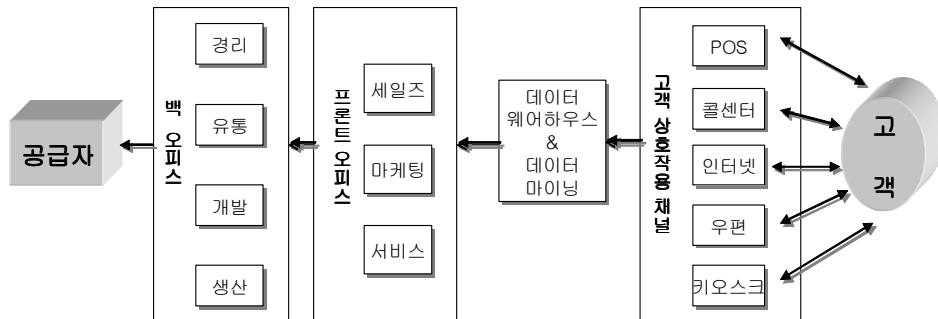 공급자
백 오피스
경리
유통
개발
생산
프론트 오피스
세일즈
마케팅
서비스
데이터
웨어하우스
&
데이터
마이닝
고객 상호작용 채널
POS
콜센터
인터넷
우편
키오스크
고
객